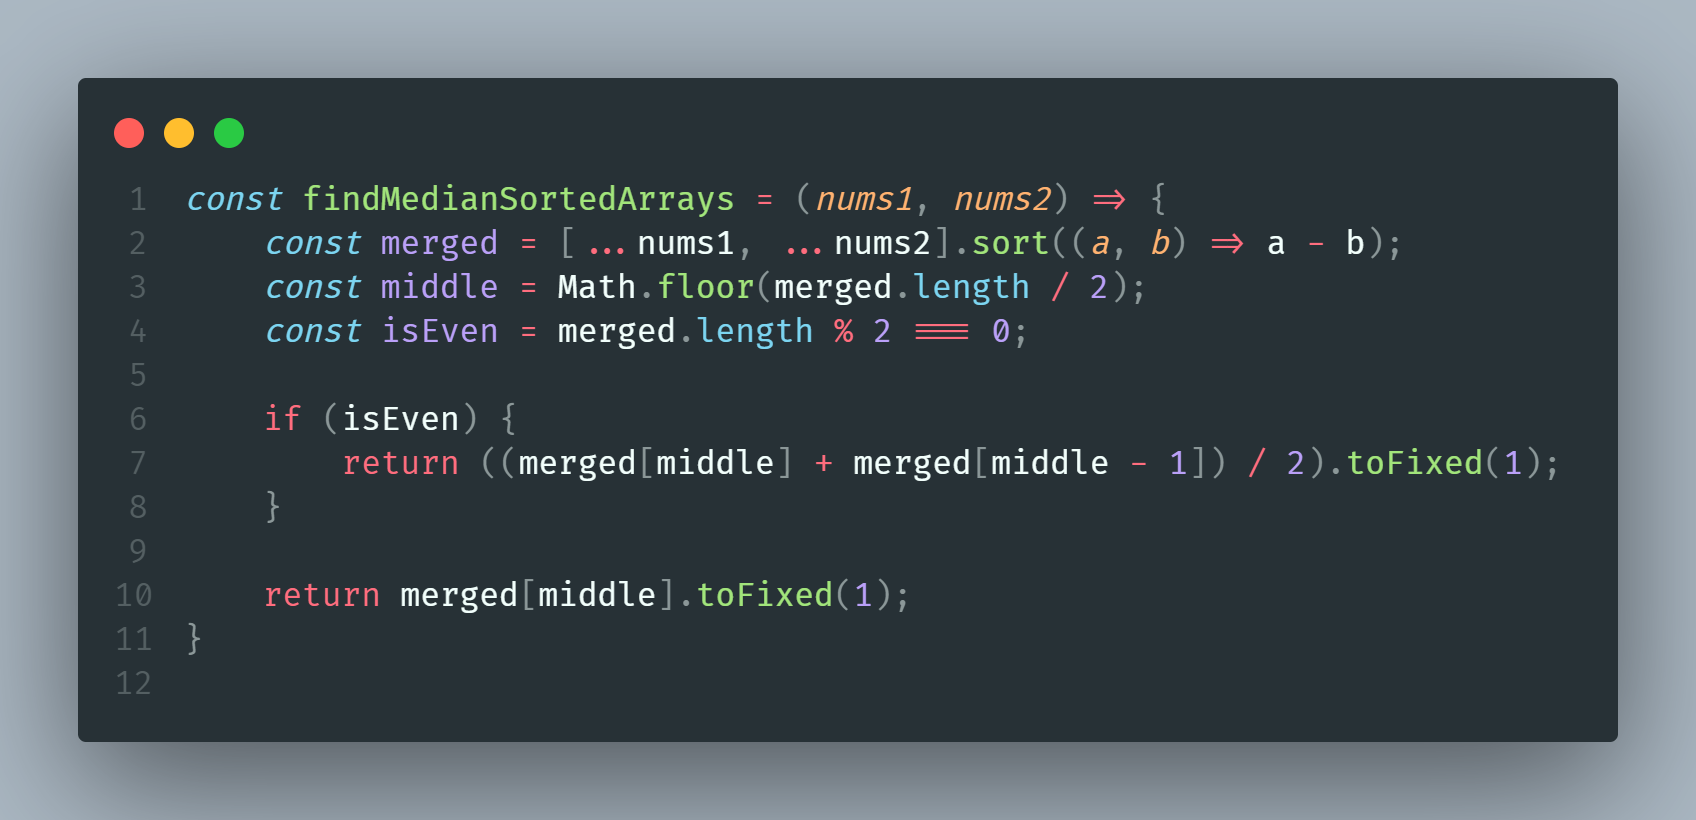 1 const findMedianSortedArrays = (nums1, nums2) => {
2     const merged = [...nums1, ...nums2].sort((a, b) => a - b);
3     const middle = Math.floor(merged.length / 2);
4     const isEven = merged.length % 2 === 0;
5
6     if (isEven) {
7         return ((merged[middle] + merged[middle - 1]) / 2).toFixed(1);
8     }
9
10     return merged[middle].toFixed(1);
11 }
12